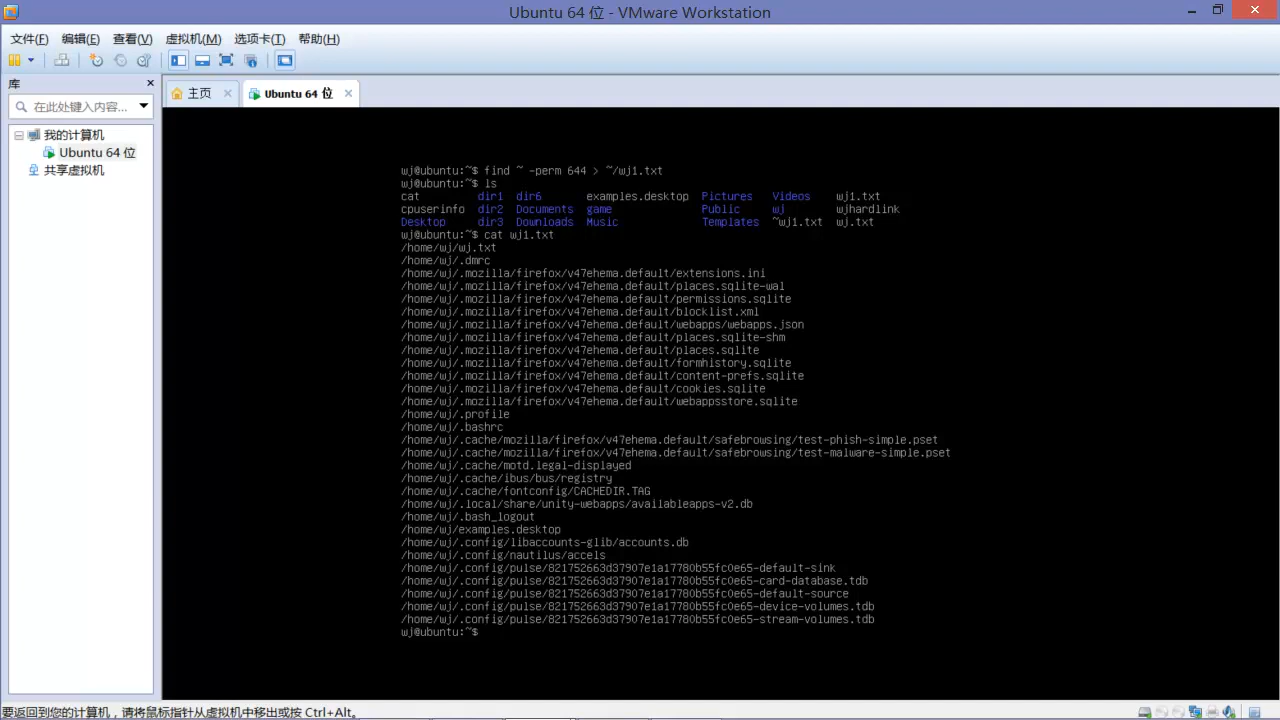 Ubuntu 64 位 - VMware Workstation
文件(F) 编辑(E) 查看(V) 虚拟机(M) 选项卡(T) 帮助(H)
库
在此处键入内容...
我的计算机
Ubuntu 64 位
共享虚拟机
主页 Ubuntu 64 位
wj@ubuntu:~$ find ~ -perm 644 > ~/wj1.txt
wj@ubuntu:~$ ls
cat dir1 dir6 examples.desktop Pictures Videos wj1.txt
cpuserinfo dir2 Documents game Public wj wjhardlink
Desktop dir3 Downloads Music Templates ~wj1.txt wj.txt
wj@ubuntu:~$ cat wj1.txt
/home/wj/wj.txt
/home/wj/.dmrc
/home/wj/.mozilla/firefox/v47ehema.default/extensions.ini
/home/wj/.mozilla/firefox/v47ehema.default/places.sqlite-wal
/home/wj/.mozilla/firefox/v47ehema.default/permissions.sqlite
/home/wj/.mozilla/firefox/v47ehema.default/blocklist.xml
/home/wj/.mozilla/firefox/v47ehema.default/webapps/webapps.json
/home/wj/.mozilla/firefox/v47ehema.default/places.sqlite-shm
/home/wj/.mozilla/firefox/v47ehema.default/places.sqlite
/home/wj/.mozilla/firefox/v47ehema.default/formhistory.sqlite
/home/wj/.mozilla/firefox/v47ehema.default/content-prefs.sqlite
/home/wj/.mozilla/firefox/v47ehema.default/cookies.sqlite
/home/wj/.mozilla/firefox/v47ehema.default/webappsstore.sqlite
/home/wj/.profile
/home/wj/.bashrc
/home/wj/.cache/mozilla/firefox/v47ehema.default/safebrowsing/test-phish-simple.pset
/home/wj/.cache/mozilla/firefox/v47ehema.default/safebrowsing/test-malware-simple.pset
/home/wj/.cache/motd.legal-displayed
/home/wj/.cache/ibus/bus/registry
/home/wj/.cache/fontconfig/CACHEDIR.TAG
/home/wj/.local/share/unity-webapps/availableapps-v2.db
/home/wj/.bash_logout
/home/wj/examples.desktop
/home/wj/.config/libaccounts-glib/accounts.db
/home/wj/.config/nautilus/accels
/home/wj/.config/pulse/821752663d37907e1a17780b55fc0e65-default-sink
/home/wj/.config/pulse/821752663d37907e1a17780b55fc0e65-card-database.tdb
/home/wj/.config/pulse/821752663d37907e1a17780b55fc0e65-default-source
/home/wj/.config/pulse/821752663d37907e1a17780b55fc0e65-device-volumes.tdb
/home/wj/.config/pulse/821752663d37907e1a17780b55fc0e65-stream-volumes.tdb
wj@ubuntu:~$
要返回到您的计算机，请将鼠标指针从虚拟机中移出或按 Ctrl+Alt。